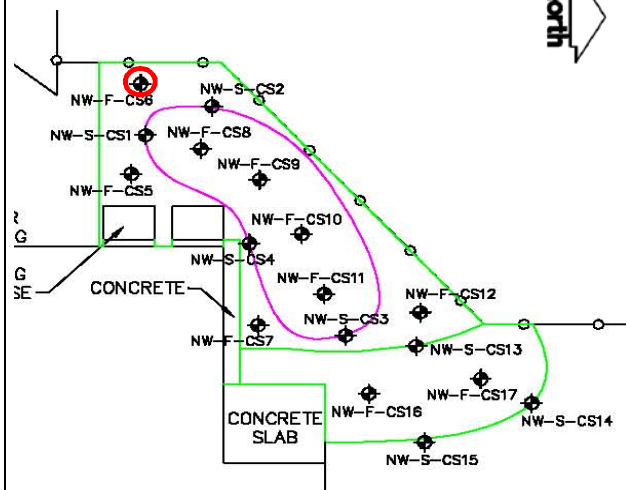 orth
NW-S-CS2
NW-F-CS6
NW-S-CS1
NW-F-CS8
NW-F-CS9
NW-F-CS5
R
G
NW-F-CS10
NW-S-CS4
G
SE
CONCRETE
NW-F-CS11
NW-F-CS12
NW-S-CS3
NW-F-CS7
NW-S-CS13
NW-F-CS17
NW-F-CS16
CONCRETE
SLAB
NW-S-CS14
NW-S-CS15